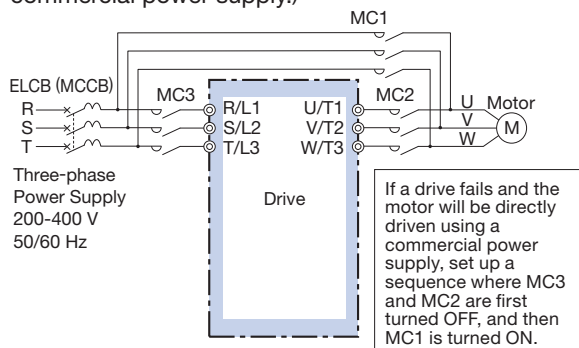 commercial power supply.)
MC1
ELCB (MCCB)
MC3
MC2
R
S
T
R/L1
S/L2
T/L3
U/T1
V/T2
W/T3
U
V
W
Motor
M
Three-phase
Power Supply
200-400 V
50/60 Hz
Drive
If a drive fails and the
motor will be directly
driven using a
commercial power
supply, set up a
sequence where MC3
and MC2 are first
turned OFF, and then
MC1 is turned ON.